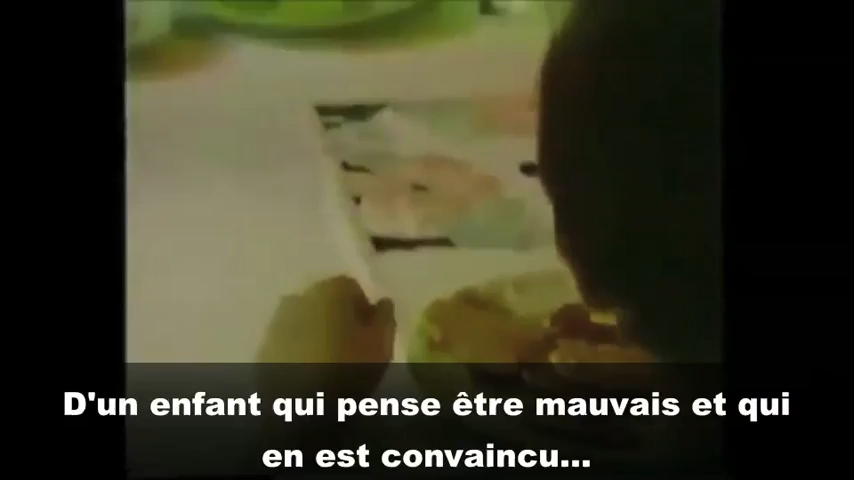 D'un enfant qui pense être mauvais et qui
en est convaincu...